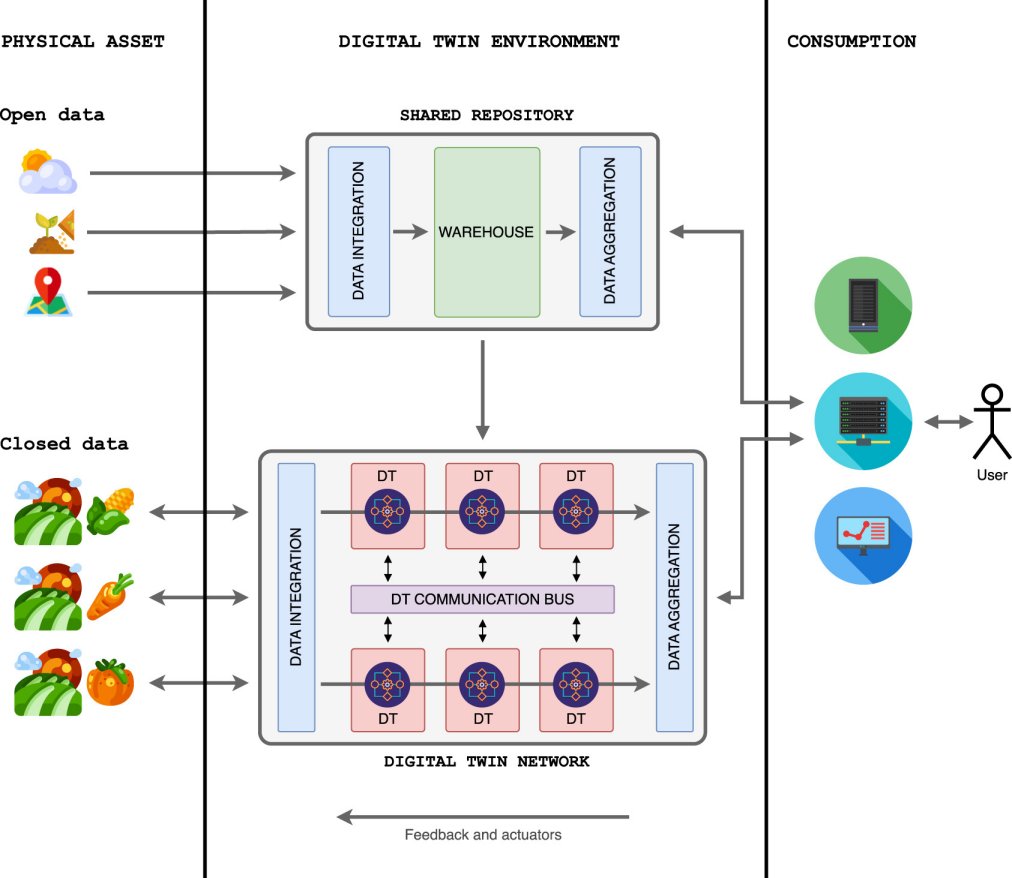 PHYSICAL ASSET
DIGITAL TWIN ENVIRONMENT
CONSUMPTION
Open data
SHARED REPOSITORY
DATA INTEGRATION
WAREHOUSE
DATA AGGREGATION
Closed data
User
DATA INTEGRATION
DT
DT
DT
DT COMMUNICATION BUS
DT
DT
DT
DATA AGGREGATION
DIGITAL TWIN NETWORK
Feedback and actuators